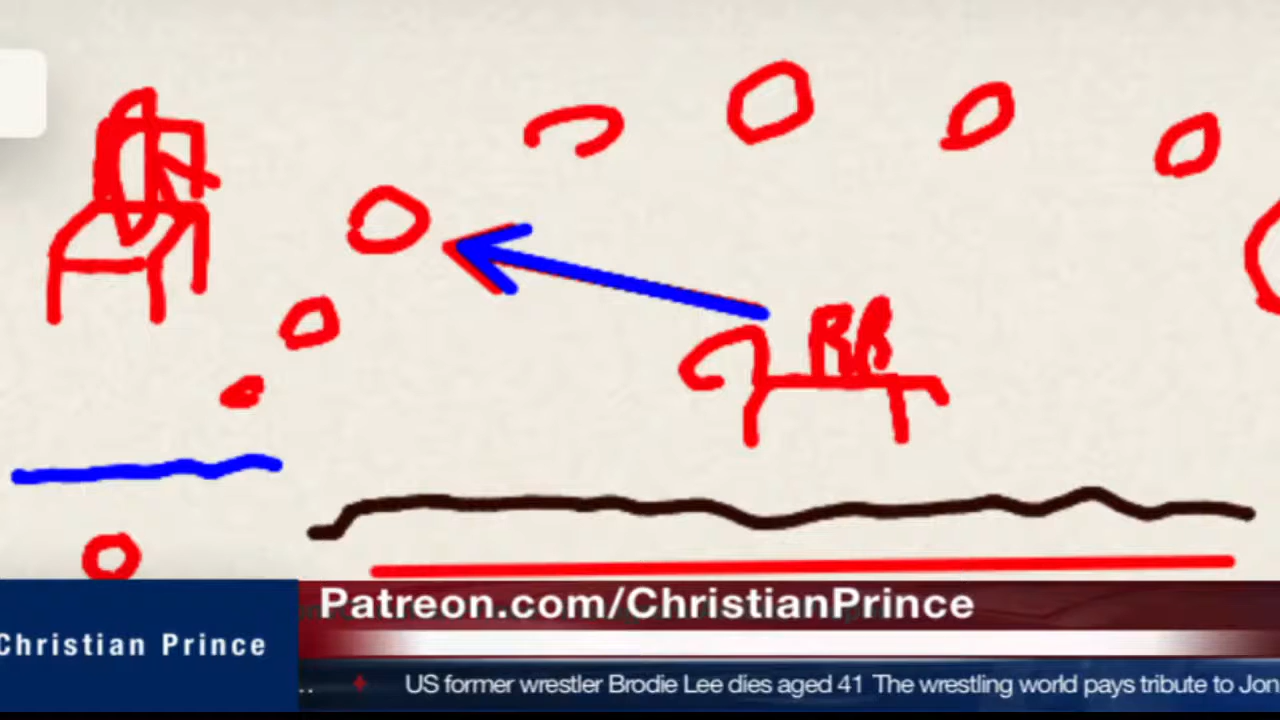 Patreon.com/ChristianPrince
Christian Prince
.. US former wrestler Brodie Lee dies aged 41 The wrestling world pays tribute to Jon